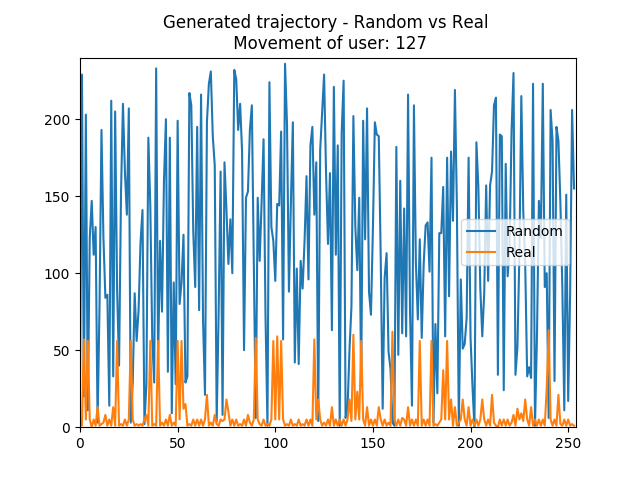 Generated trajectory - Random vs Real
Movement of user: 127
200
150
100
50
0
Random
Real
0 50 100 150 200 250